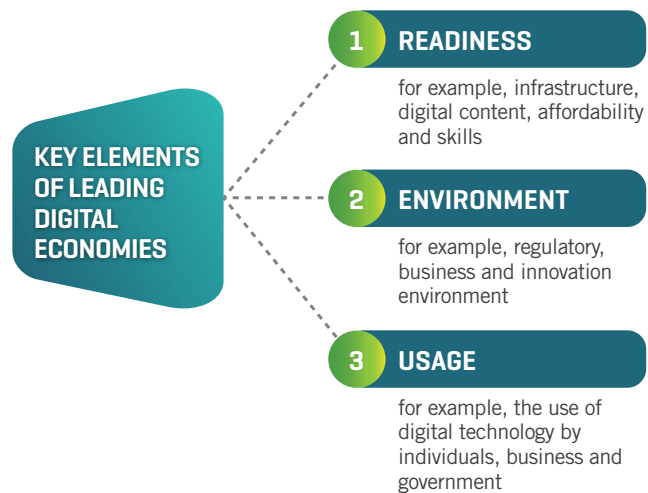 KEY ELEMENTS
OF LEADING
DIGITAL
ECONOMIES
1 READINESS
for example, infrastructure,
digital content, affordability
and skills
2 ENVIRONMENT
for example, regulatory,
business and innovation
environment
3 USAGE
for example, the use of
digital technology by
individuals, business and
government